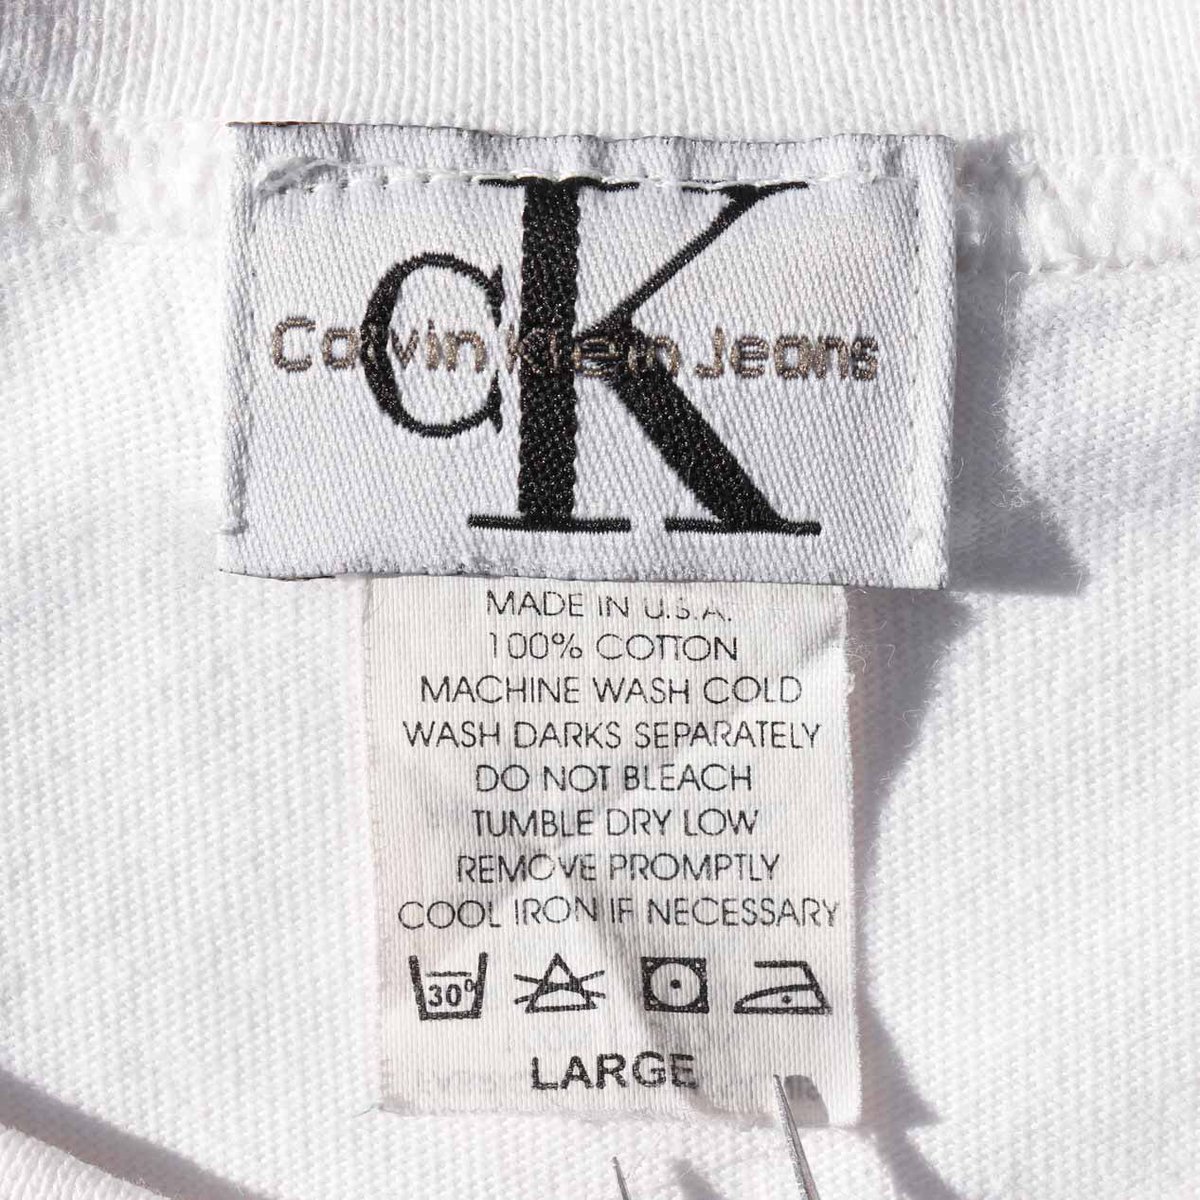 CK
Calvin Klein Jeans
MADE IN U.S.A.
100% COTTON
MACHINE WASH COLD
WASH DARKS SEPARATELY
DO NOT BLEACH
TUMBLE DRY LOW
REMOVE PROMPTLY
COOL IRON IF NECESSARY
30°
LARGE